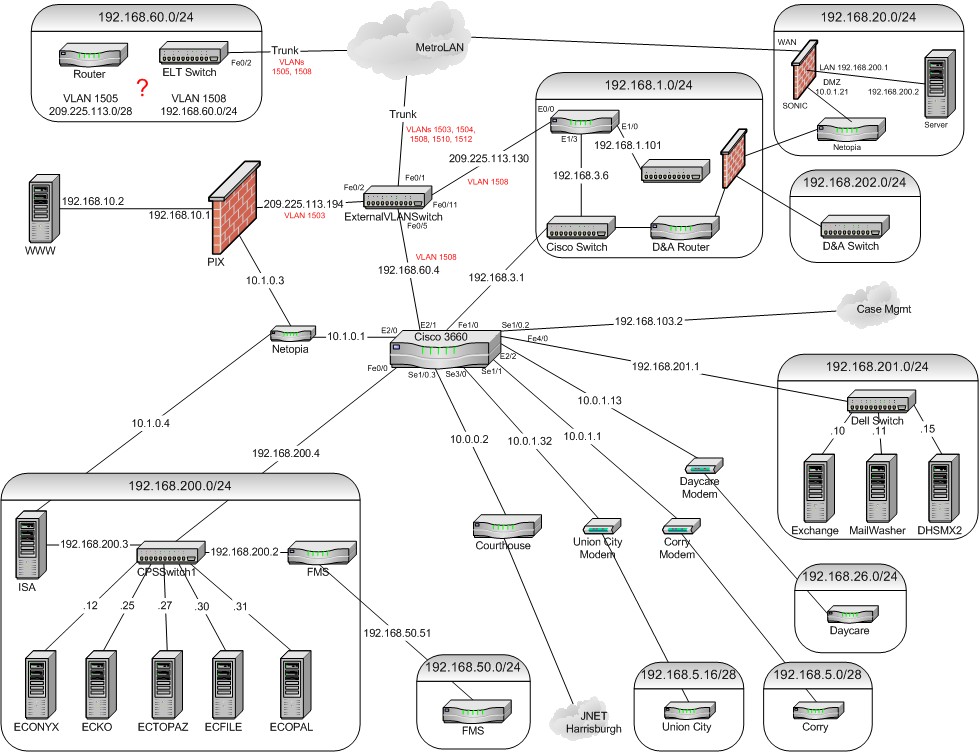 192.168.60.0/24
Router
ELT Switch
Fe0/2
VLAN 1505
209.225.113.0/28
?
VLAN 1508
192.168.60.0/24
Trunk
VLANs
1505, 1508
MetroLAN
Trunk
VLANs 1503, 1504,
1508, 1510, 1512
192.168.20.0/24
WAN
LAN 192.168.200.1
DMZ
10.0.1.21
192.168.200.2
SONIC
Netopia
Server
192.168.1.0/24
E0/0
E1/0
E1/3
192.168.1.101
192.168.3.6
Cisco Switch
D&A Router
192.168.202.0/24
D&A Switch
209.225.113.130
VLAN 1508
Fe0/1
Fe0/2
Fe0/11
ExternalVLANSwitch
Fe0/5
209.225.113.194
VLAN 1503
192.168.10.2
192.168.10.1
WWW
PIX
VLAN 1508
192.168.60.4
192.168.3.1
10.1.0.3
Netopia
10.1.0.1
E2/0
E2/1
Fe1/0
Se1/0.2
Cisco 3660
Fe4/0
E2/2
Fe0/0
Se1/0.3
Se3/0
Se1/1
192.168.103.2
Case Mgmt
192.168.201.1
192.168.201.0/24
Dell Switch
.10
.11
.15
Exchange
MailWasher
DHSMX2
10.1.0.4
192.168.200.4
10.0.0.2
10.0.1.32
10.0.1.1
10.0.1.13
Daycare
Modem
Courthouse
Union City
Modem
Corry
Modem
192.168.200.0/24
192.168.200.3
192.168.200.2
ISA
CPSSwitch1
FMS
.12
.25
.27
.30
.31
ECONYX
ECKO
ECTOPAZ
ECFILE
ECOPAL
192.168.50.51
192.168.50.0/24
FMS
JNET
Harrisburgh
192.168.5.16/28
Union City
192.168.5.0/28
Corry
192.168.26.0/24
Daycare